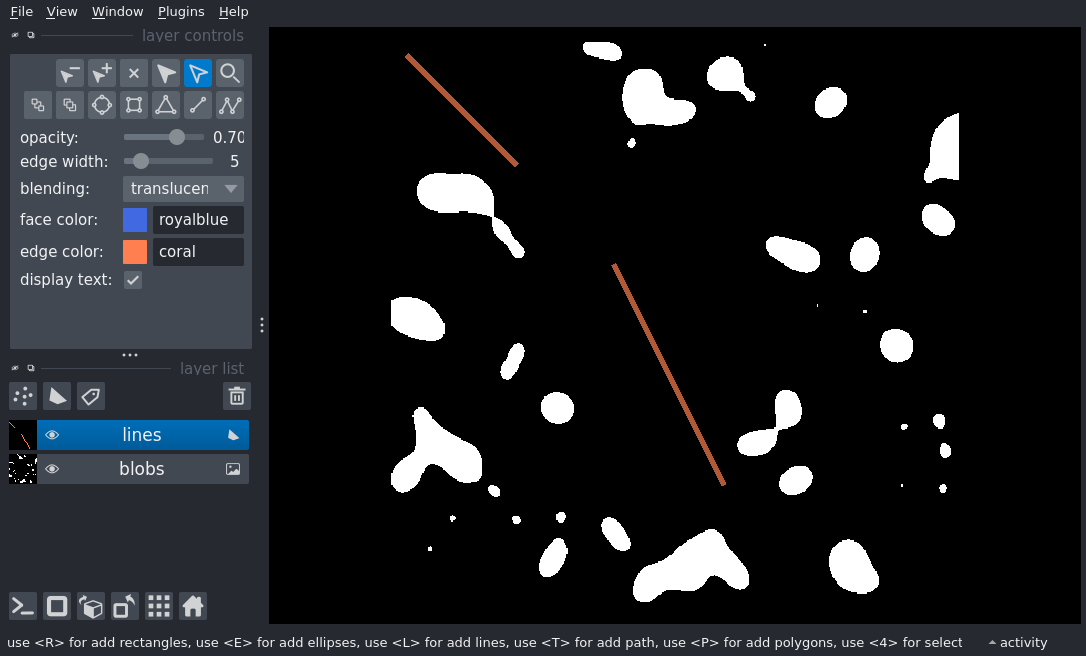 File View Window Plugins Help
layer controls
opacity: 0.70
edge width: 5
blending: translucen
face color: royalblue
edge color: coral
display text:
layer list
lines
blobs
use <R> for add rectangles, use <E> for add ellipses, use <L> for add lines, use <T> for add path, use <P> for add polygons, use <4> for select
activity